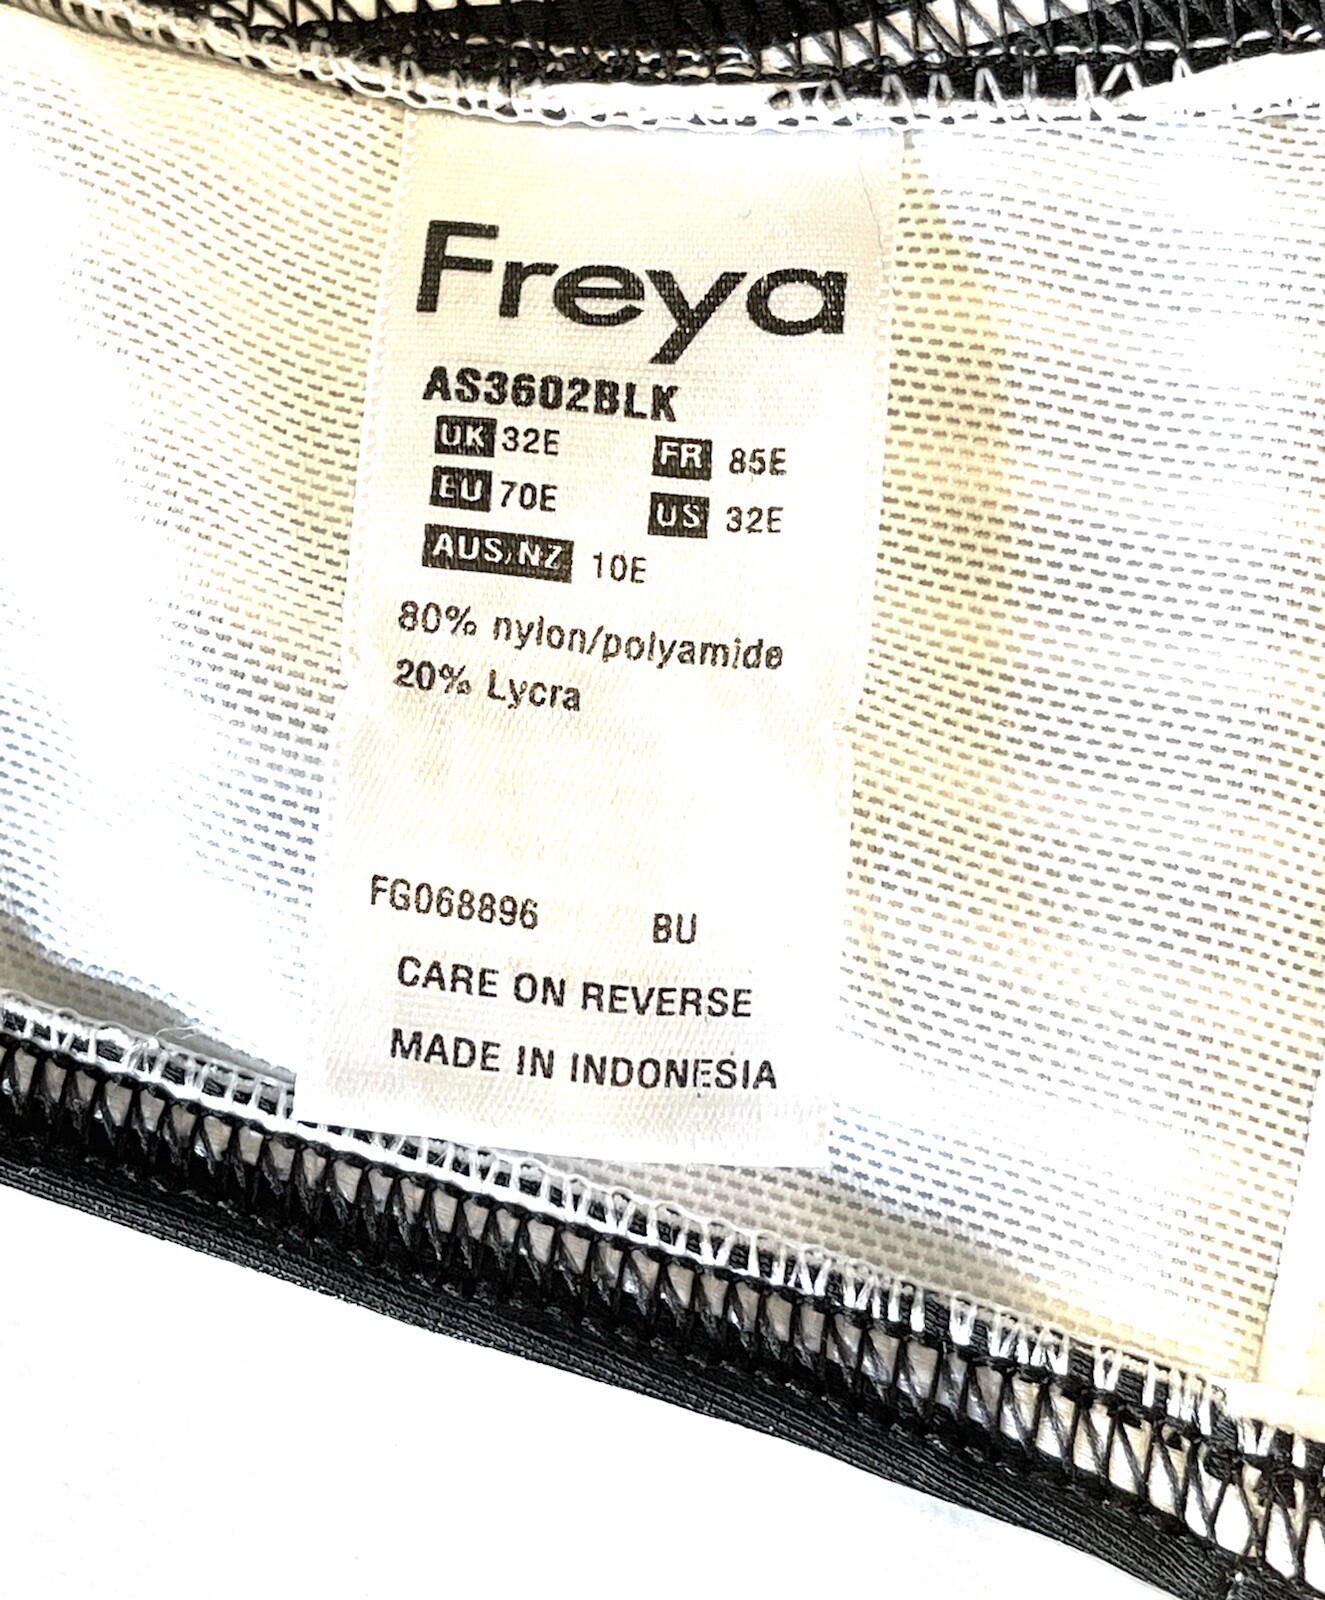 Freya
AS3602BLK
UK 32E FR 85E
EU 70E US 32E
AUS/NZ 10E
80% nylon/polyamide
20% Lycra
FG068896 BU
CARE ON REVERSE
MADE IN INDONESIA